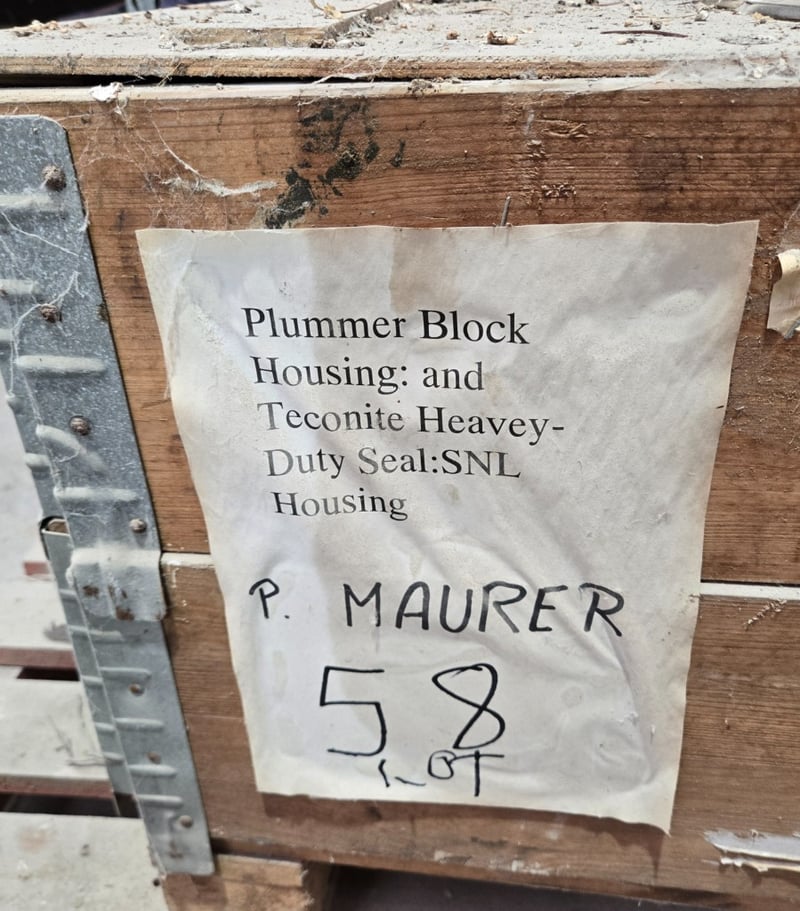 Plummer Block
Housing: and
Teconite Heavey-
Duty Seal:SNL
Housing
P. MAURER
58
LOT